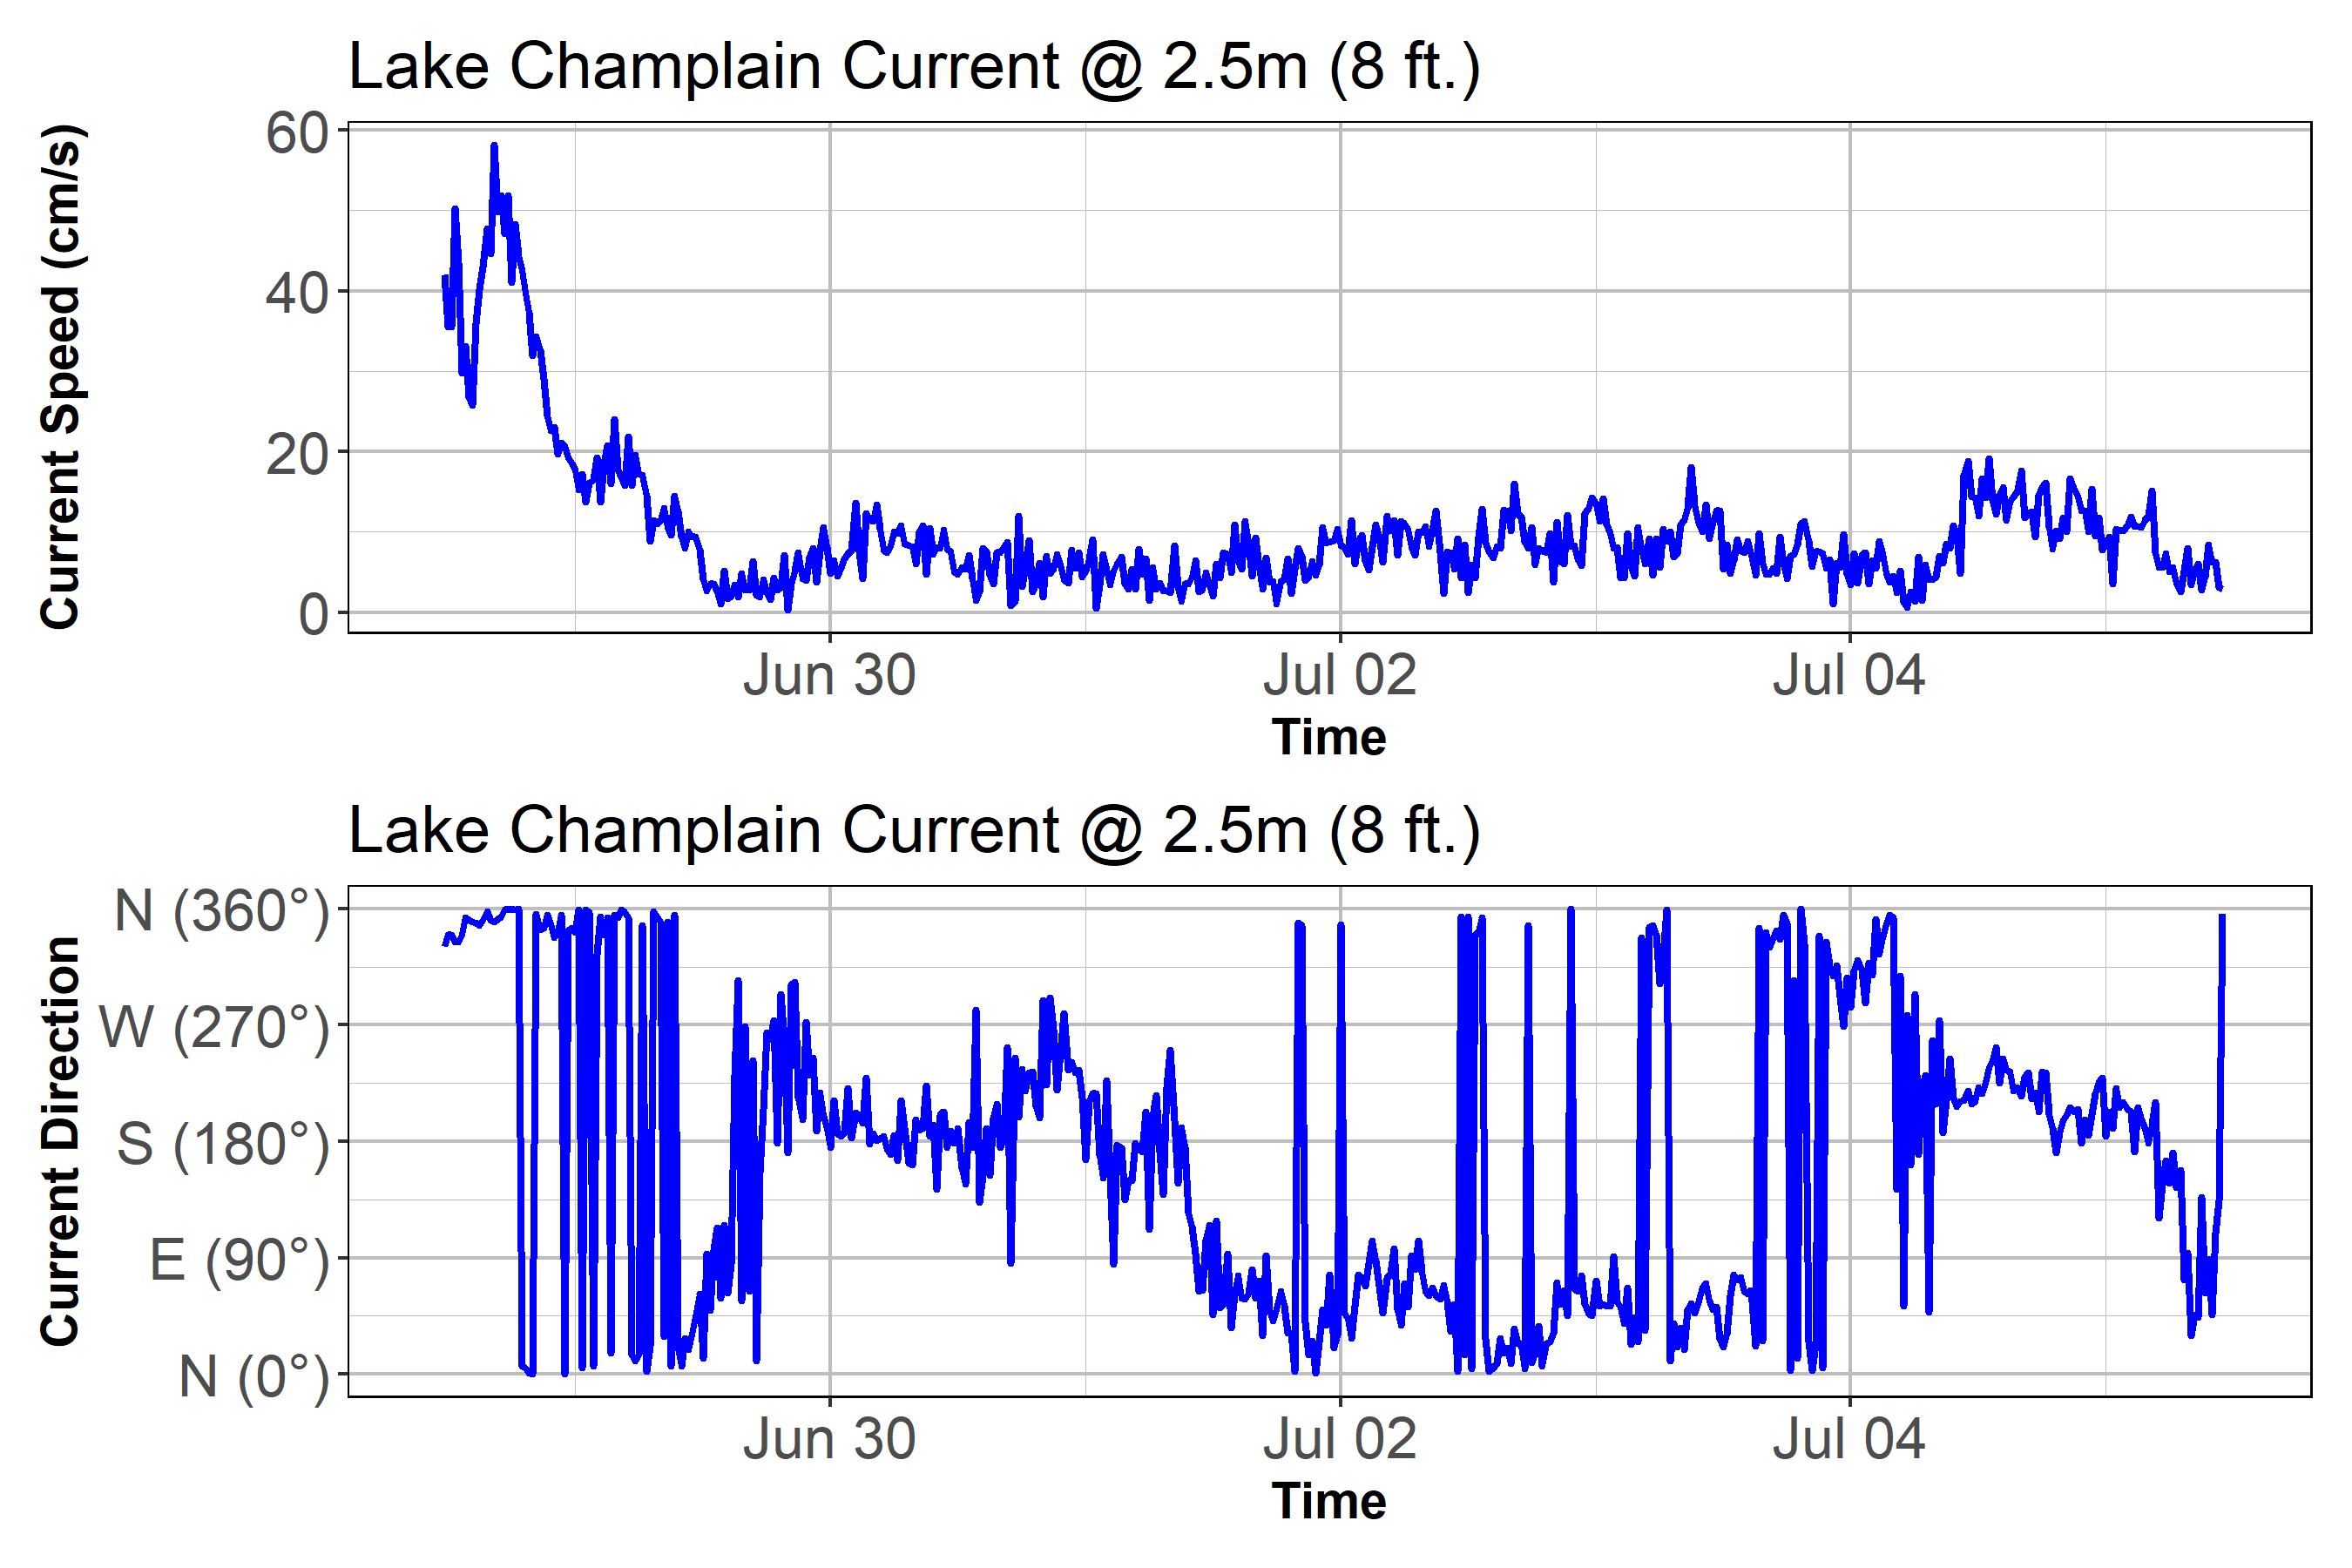 Lake Champlain Current @ 2.5m (8 ft.)
Current Speed (cm/s)
60
40
20
0
Jun 30 Jul 02 Jul 04
Time
Lake Champlain Current @ 2.5m (8 ft.)
Current Direction
N (360°)
W (270°)
S (180°)
E (90°)
N (0°)
Jun 30 Jul 02 Jul 04
Time